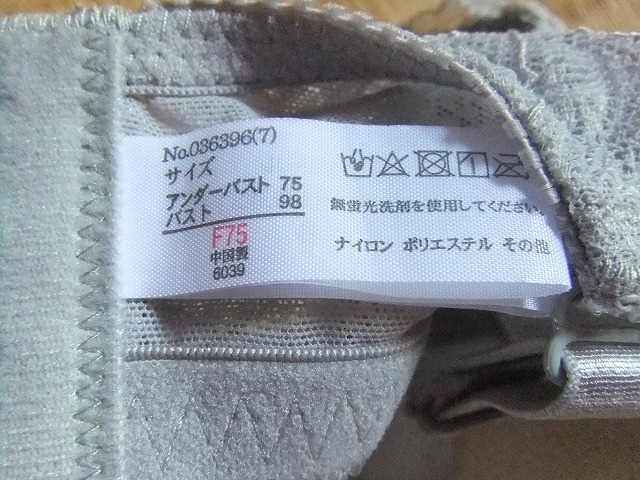 No.036396(7)
サイズ
アンダーバスト 75
バスト 98
F75
中国製
6039
無蛍光洗剤を使用してください。
ナイロン ポリエステル その他